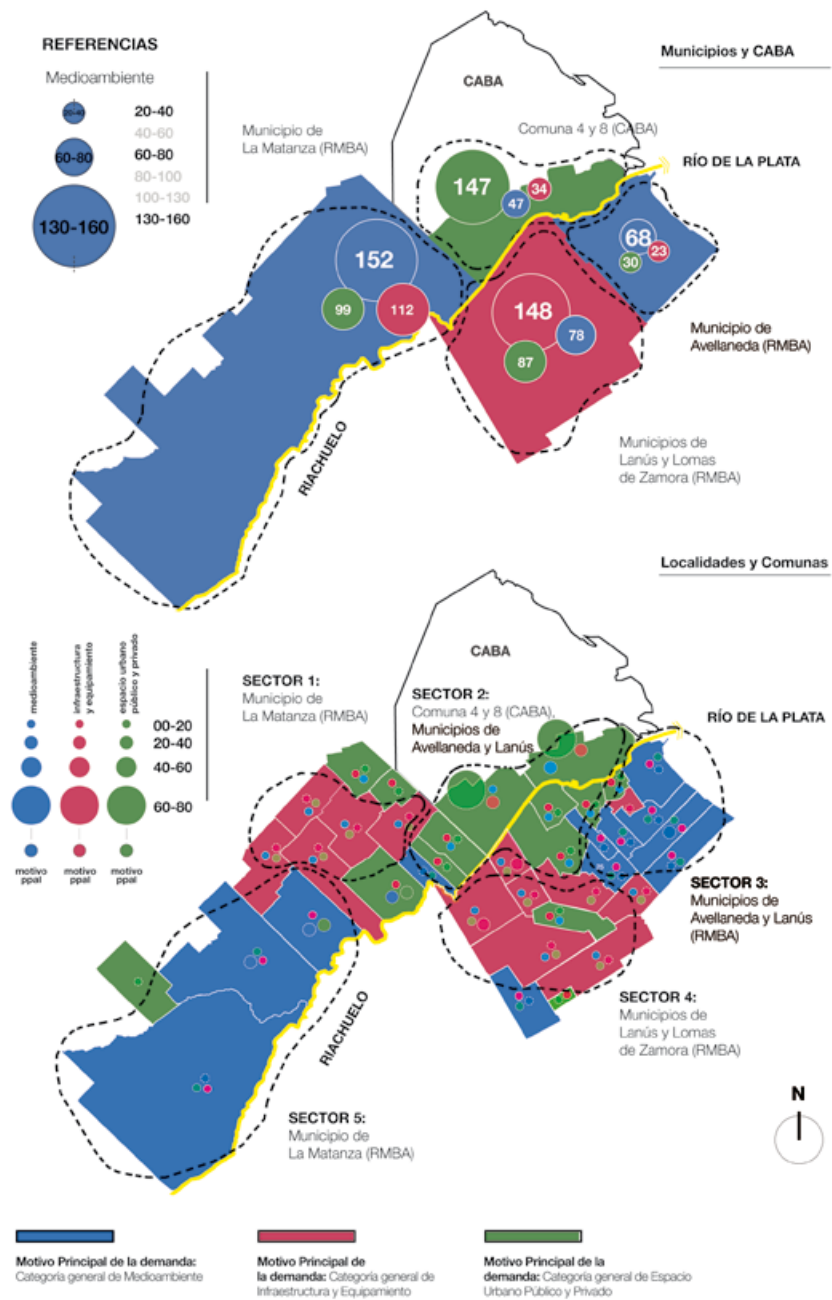 REFERENCIAS
Medioambiente
20-40
20-40
40-60
60-80
60-80
80-100
100-130
130-160
130-160
Municipios y CABA
CABA
Municipio de
La Matanza (RMBA)
Comuna 4 y 8 (CABA)
RÍO DE LA PLATA
147
34
47
152
99
112
68
23
30
148
78
87
Municipio de
Avellaneda (RMBA)
RIACHUELO
Municipios de
Lanús y Lomas
de Zamora (RMBA)
Localidades y Comunas
CABA
medioambiente
infraestructura
y equipamiento
espacio urbano
público y privado
00-20
20-40
40-60
60-80
motivo
ppal
motivo
ppal
motivo
ppal
SECTOR 1:
Municipio de
La Matanza (RMBA)
SECTOR 2:
Comuna 4 y 8 (CABA),
Municipios de
Avellaneda y Lanús
RÍO DE LA PLATA
SECTOR 3:
Municipios de
Avellaneda y Lanús
(RMBA)
SECTOR 4:
Municipios de
Lanús y Lomas
de Zamora (RMBA)
RIACHUELO
SECTOR 5:
Municipio de
La Matanza (RMBA)
N
Motivo Principal de la demanda:
Categoría general de Medioambiente
Motivo Principal de
la demanda: Categoría general de
Infraestructura y Equipamiento
Motivo Principal de la
demanda: Categoría general de Espacio
Urbano Público y Privado